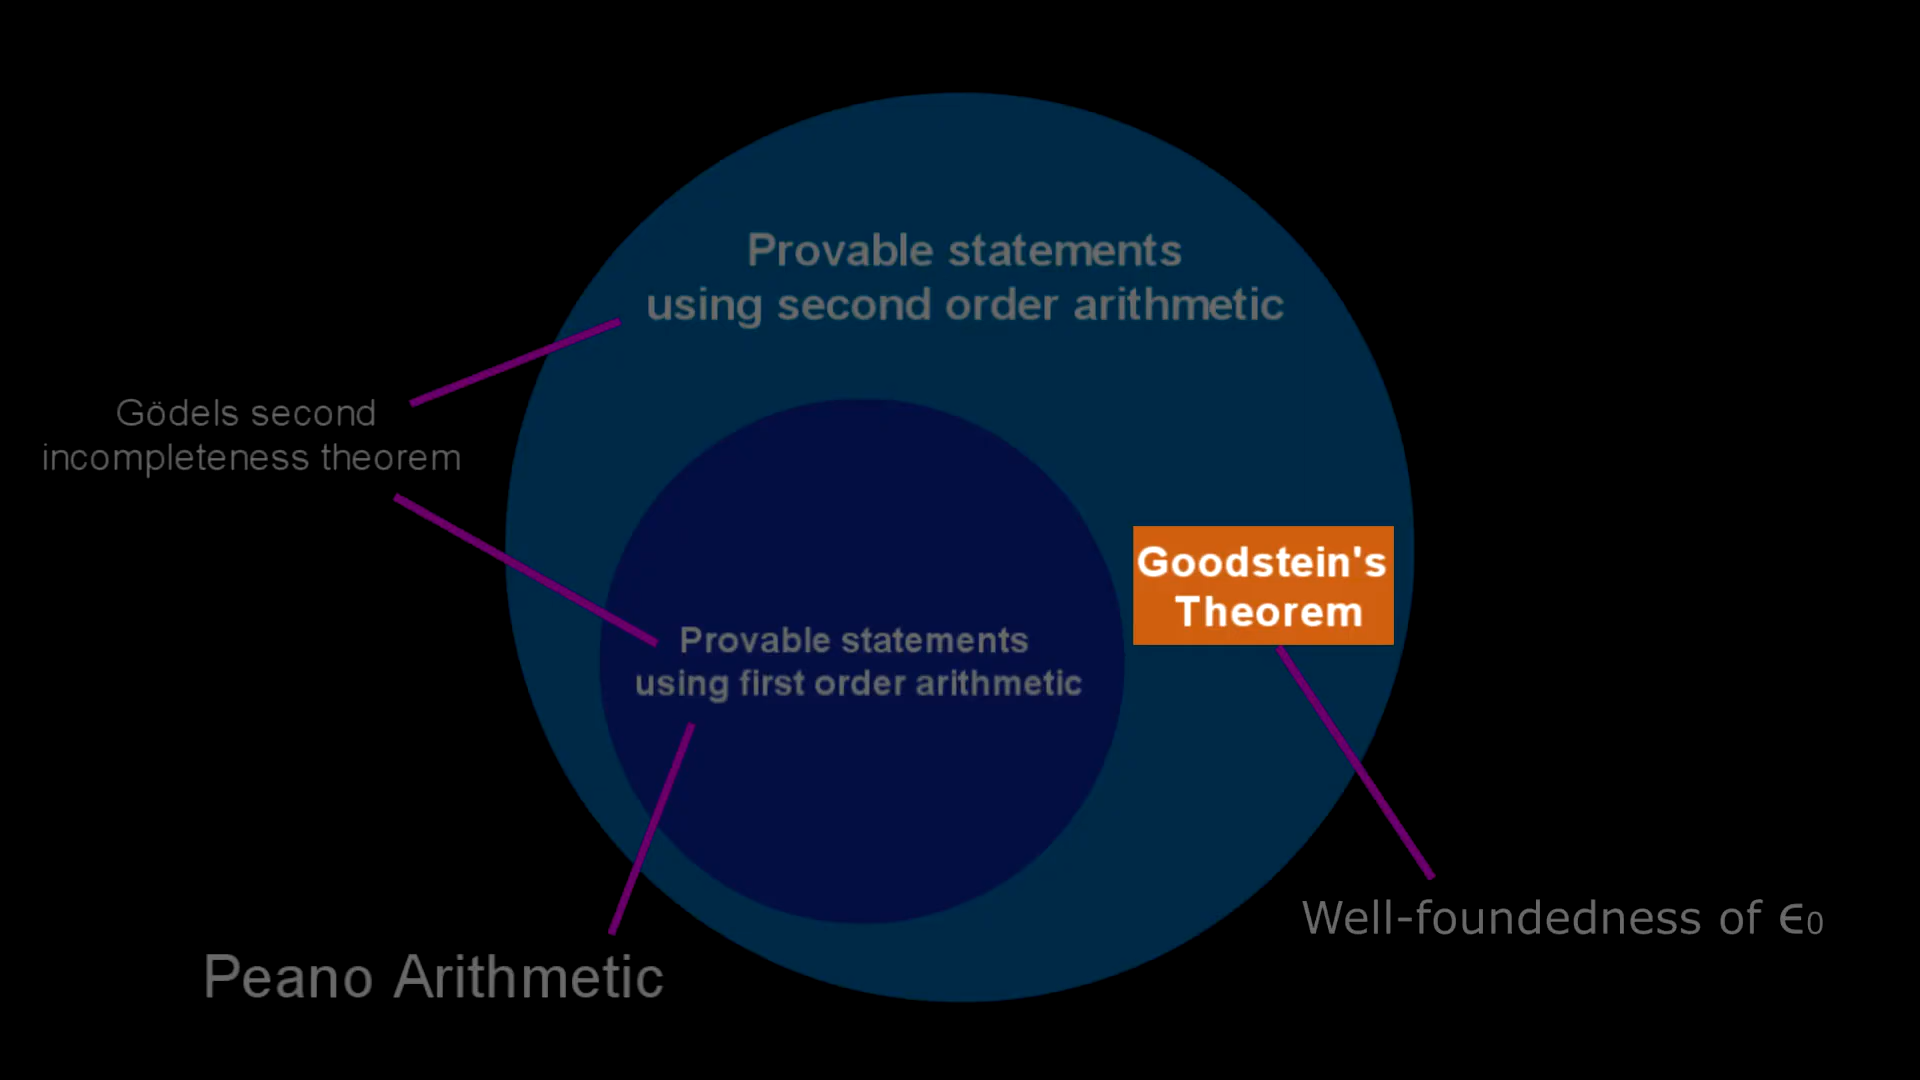 Provable statements
using second order arithmetic
Gödels second
incompleteness theorem
Goodstein's
Theorem
Provable statements
using first order arithmetic
Well-foundedness of ϵ₀
Peano Arithmetic